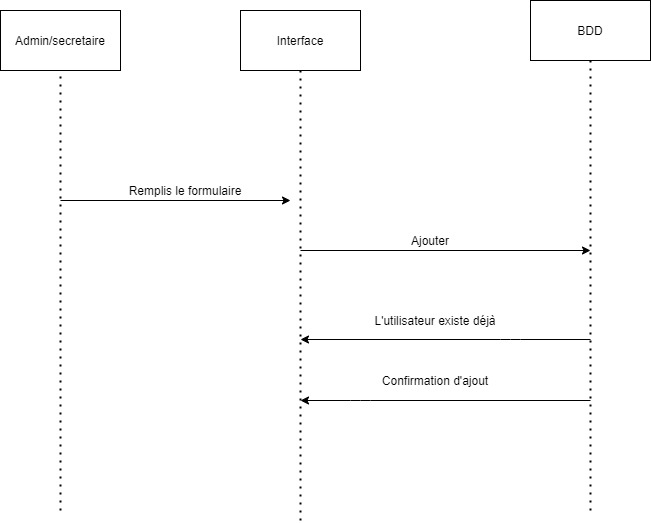 Admin/secretaire
Interface
BDD
Remplis le formulaire
Ajouter
L'utilisateur existe déjà
Confirmation d'ajout